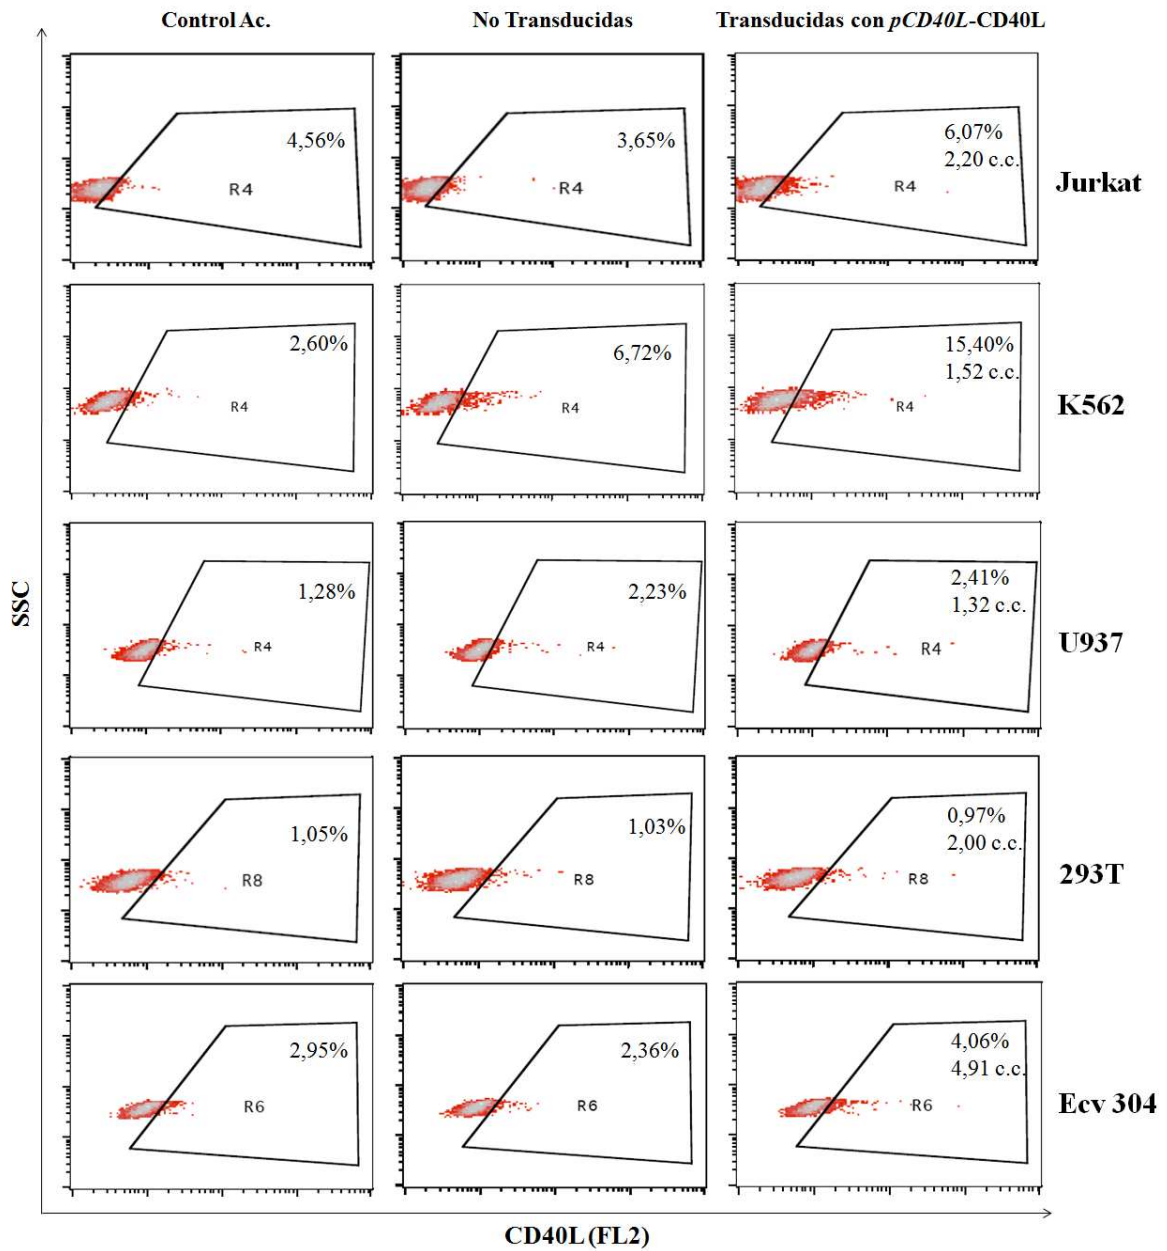 Control Ac.
No Transducidas
Transducidas con pCD40L-CD40L
4,56%
R4
3,65%
R4
6,07%
2,20 c.c.
R4
Jurkat
2,60%
R4
6,72%
R4
15,40%
1,52 c.c.
R4
K562
1,28%
R4
2,23%
R4
2,41%
1,32 c.c.
R4
U937
1,05%
R8
1,03%
R8
0,97%
2,00 c.c.
R8
293T
2,95%
R6
2,36%
R6
4,06%
4,91 c.c.
R6
Ecv 304
SSC
CD40L (FL2)